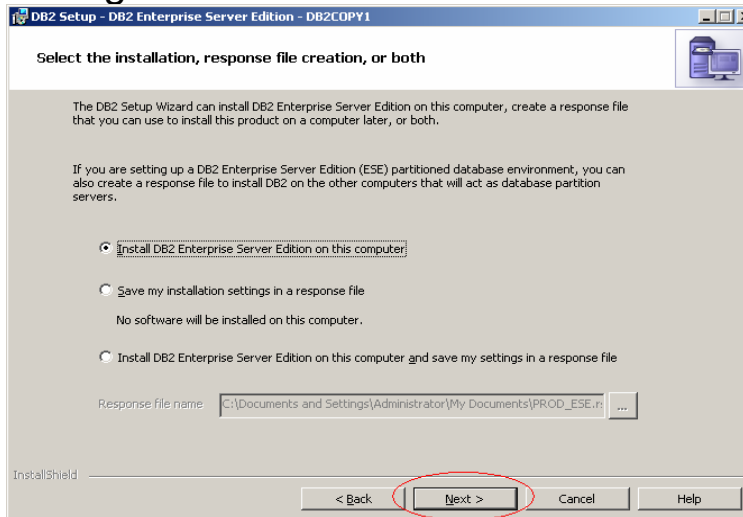 DB2 Setup - DB2 Enterprise Server Edition - DB2COPY1
Select the installation, response file creation, or both
The DB2 Setup Wizard can install DB2 Enterprise Server Edition on this computer, create a response file
that you can use to install this product on a computer later, or both.
If you are setting up a DB2 Enterprise Server Edition (ESE) partitioned database environment, you can
also create a response file to install DB2 on the other computers that will act as database partition
servers.
Install DB2 Enterprise Server Edition on this computer
Save my installation settings in a response file
No software will be installed on this computer.
Install DB2 Enterprise Server Edition on this computer and save my settings in a response file
Response file name C:\Documents and Settings\Administrator\My Documents\PROD_ESE.r ...
InstallShield
< Back Next > Cancel Help